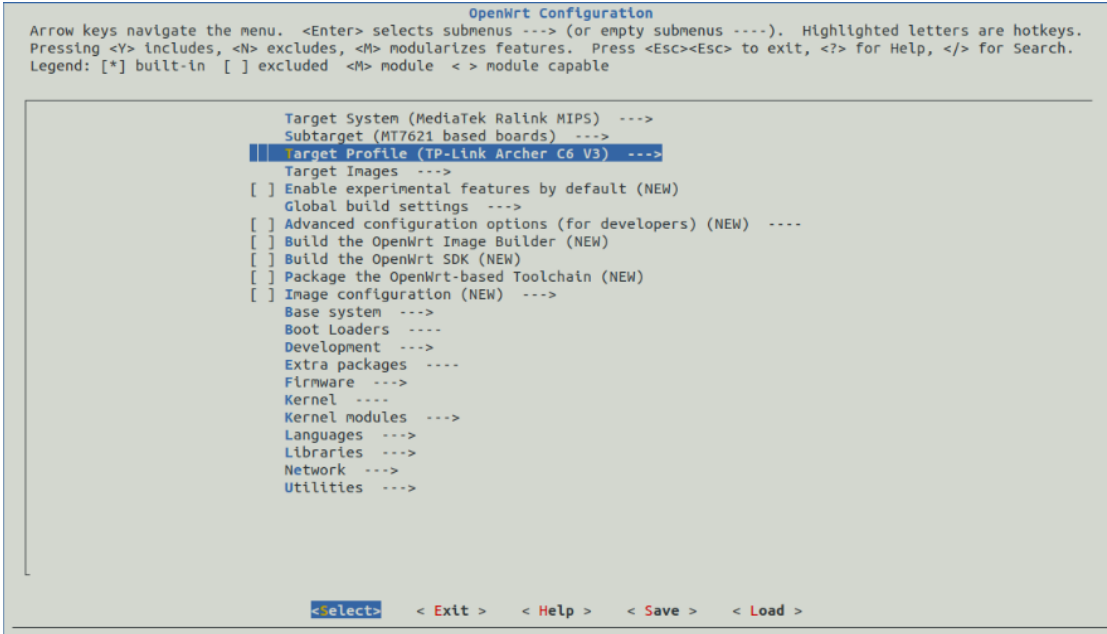 OpenWrt Configuration
Arrow keys navigate the menu.  <Enter> selects submenus ---> (or empty submenus ----).  Highlighted letters are hotkeys.
Pressing <Y> includes, <N> excludes, <M> modularizes features.  Press <Esc><Esc> to exit, <?> for Help, </> for Search.
Legend: [*] built-in  [ ] excluded  <M> module  < > module capable
Target System (MediaTek Ralink MIPS)  --->
Subtarget (MT7621 based boards)  --->
Target Profile (TP-Link Archer C6 V3)  --->
Target Images  --->
[ ] Enable experimental features by default (NEW)
Global build settings  --->
[ ] Advanced configuration options (for developers) (NEW)  ----
[ ] Build the OpenWrt Image Builder (NEW)
[ ] Build the OpenWrt SDK (NEW)
[ ] Package the OpenWrt-based Toolchain (NEW)
[ ] Image configuration (NEW)  --->
Base system  --->
Boot Loaders  ----
Development  --->
Extra packages  ----
Firmware  --->
Kernel  ----
Kernel modules  --->
Languages  --->
Libraries  --->
Network  --->
Utilities  --->
<Select>    < Exit >    < Help >    < Save >    < Load >